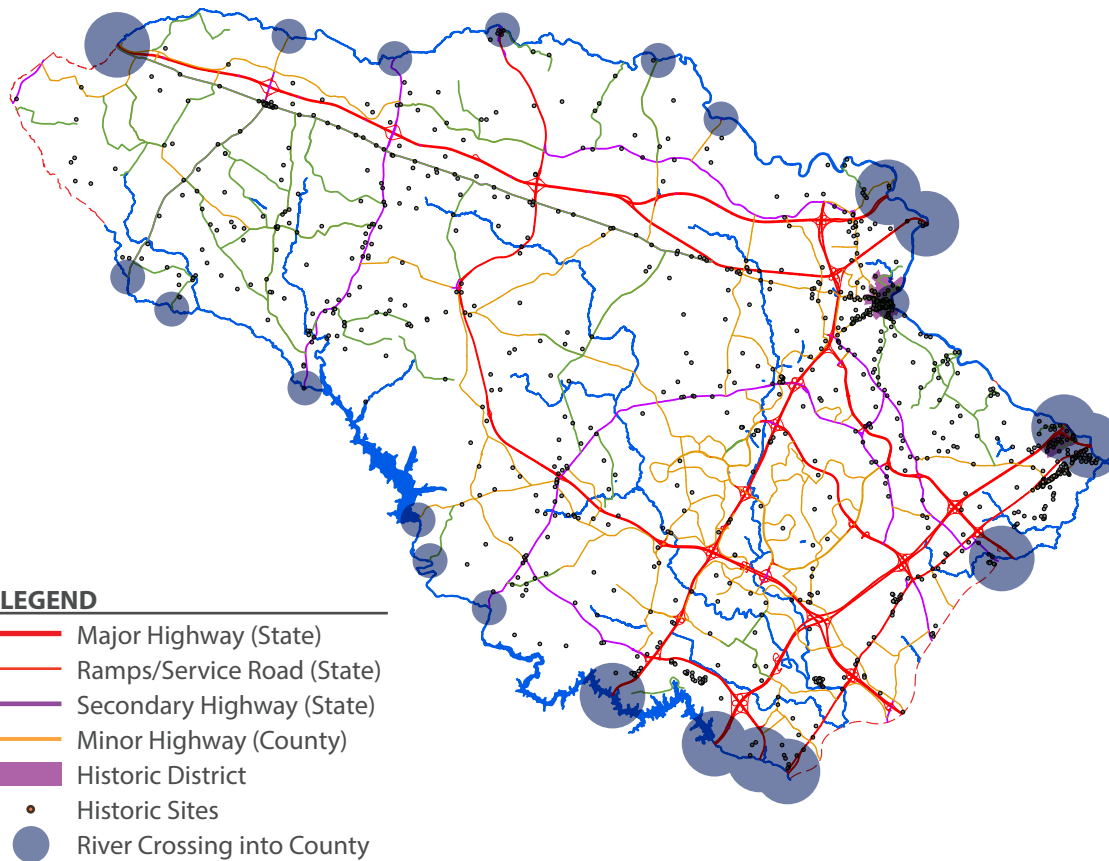 LEGEND
Major Highway (State)
Ramps/Service Road (State)
Secondary Highway (State)
Minor Highway (County)
Historic District
Historic Sites
River Crossing into County